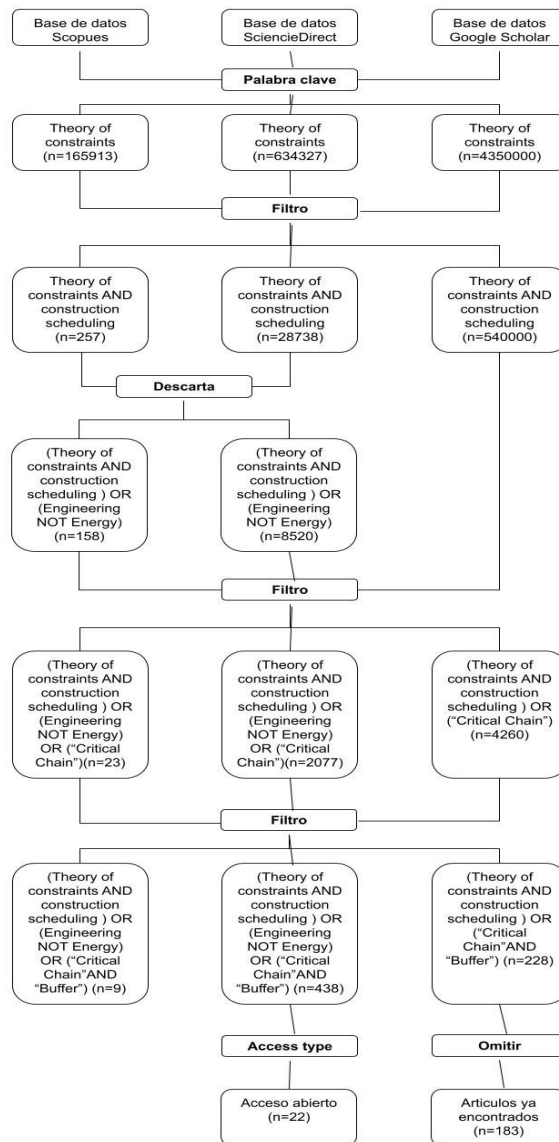 Base de datos
Scopues
Base de datos
SciencieDirect
Base de datos
Google Scholar
Palabra clave
Theory of
constraints
(n=165913)
Theory of
constraints
(n=634327)
Theory of
constraints
(n=4350000)
Filtro
Theory of
constraints AND
construction
scheduling
(n=257)
Theory of
constraints AND
construction
scheduling
(n=28738)
Theory of
constraints AND
construction
scheduling
(n=540000)
Descarta
(Theory of
constraints AND
construction
scheduling ) OR
(Engineering
NOT Energy)
(n=158)
(Theory of
constraints AND
construction
scheduling ) OR
(Engineering
NOT Energy)
(n=8520)
Filtro
(Theory of
constraints AND
construction
scheduling ) OR
(Engineering
NOT Energy)
OR (“Critical
Chain”)(n=23)
(Theory of
constraints AND
construction
scheduling ) OR
(Engineering
NOT Energy)
OR (“Critical
Chain”)(n=2077)
(Theory of
constraints AND
construction
scheduling ) OR
(“Critical Chain”)
(n=4260)
Filtro
(Theory of
constraints AND
construction
scheduling ) OR
(Engineering
NOT Energy)
OR (“Critical
Chain”AND
“Buffer”) (n=9)
(Theory of
constraints AND
construction
scheduling ) OR
(Engineering
NOT Energy)
OR (“Critical
Chain”AND
“Buffer”) (n=438)
(Theory of
constraints AND
construction
scheduling ) OR
(“Critical
Chain”AND
“Buffer”) (n=228)
Access type
Omitir
Acceso abierto
(n=22)
Articulos ya
encontrados
(n=183)